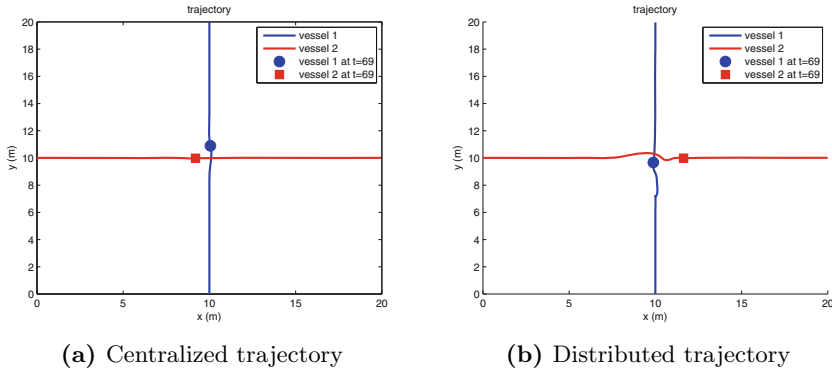 trajectory
20
18
16
14
12
10
8
6
4
2
0
y (m)
0 5 10 15 20
x (m)
vessel 1
vessel 2
vessel 1 at t=69
vessel 2 at t=69
(a) Centralized trajectory
trajectory
20
18
16
14
12
10
8
6
4
2
0
y (m)
0 5 10 15 20
x (m)
vessel 1
vessel 2
vessel 1 at t=69
vessel 2 at t=69
(b) Distributed trajectory